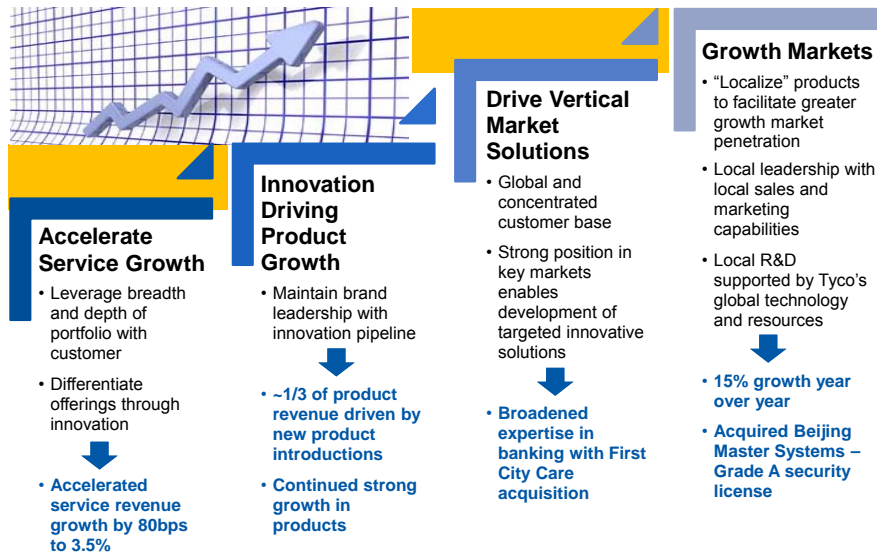 Accelerate
Service Growth
• Leverage breadth
and depth of
portfolio with
customer
• Differentiate
offerings through
innovation
• Accelerated
service revenue
growth by 80bps
to 3.5%
Innovation
Driving
Product
Growth
• Maintain brand
leadership with
innovation pipeline
• ~1/3 of product
revenue driven by
new product
introductions
• Continued strong
growth in
products
Drive Vertical
Market
Solutions
• Global and
concentrated
customer base
• Strong position in
key markets
enables
development of
targeted innovative
solutions
• Broadened
expertise in
banking with First
City Care
acquisition
Growth Markets
• “Localize” products
to facilitate greater
growth market
penetration
• Local leadership with
local sales and
marketing
capabilities
• Local R&D
supported by Tyco’s
global technology
and resources
• 15% growth year
over year
• Acquired Beijing
Master Systems –
Grade A security
license